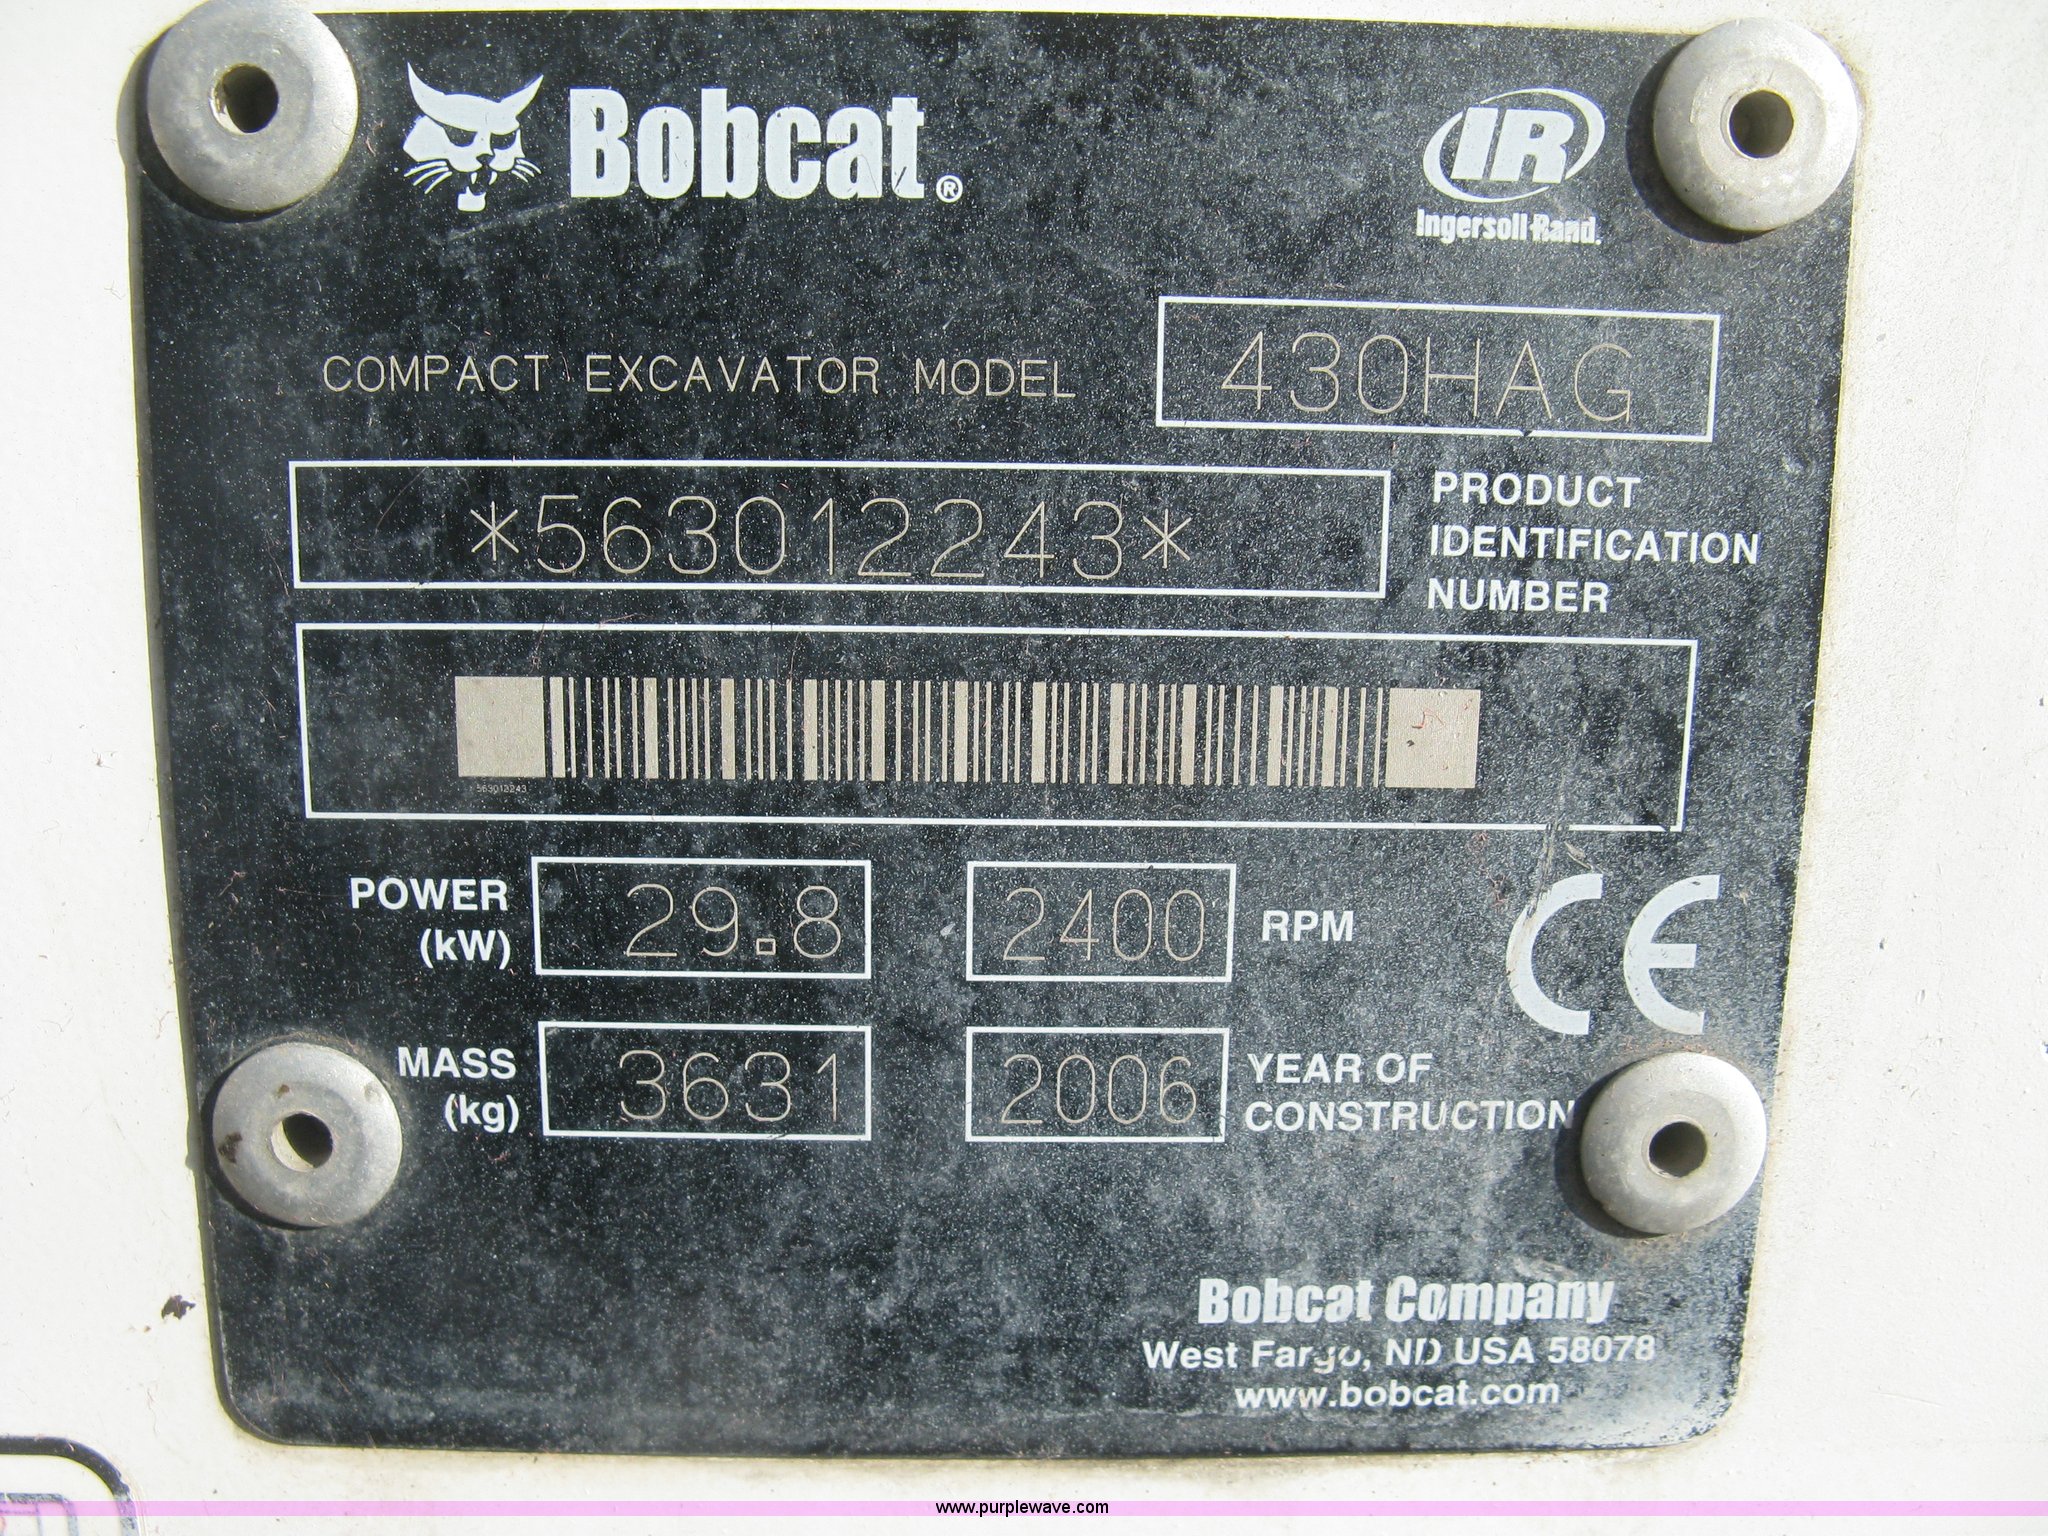 Bobcat®
IR
Ingersoll-Rand.
COMPACT EXCAVATOR MODEL 430HAG
*563012243*
PRODUCT
IDENTIFICATION
NUMBER
563012243
POWER
(kW)
29.8
2400
RPM
MASS
(kg)
3631
2006
YEAR OF
CONSTRUCTION
CE
Bobcat Company
West Fargo, ND USA 58078
www.bobcat.com
www.purplewave.com